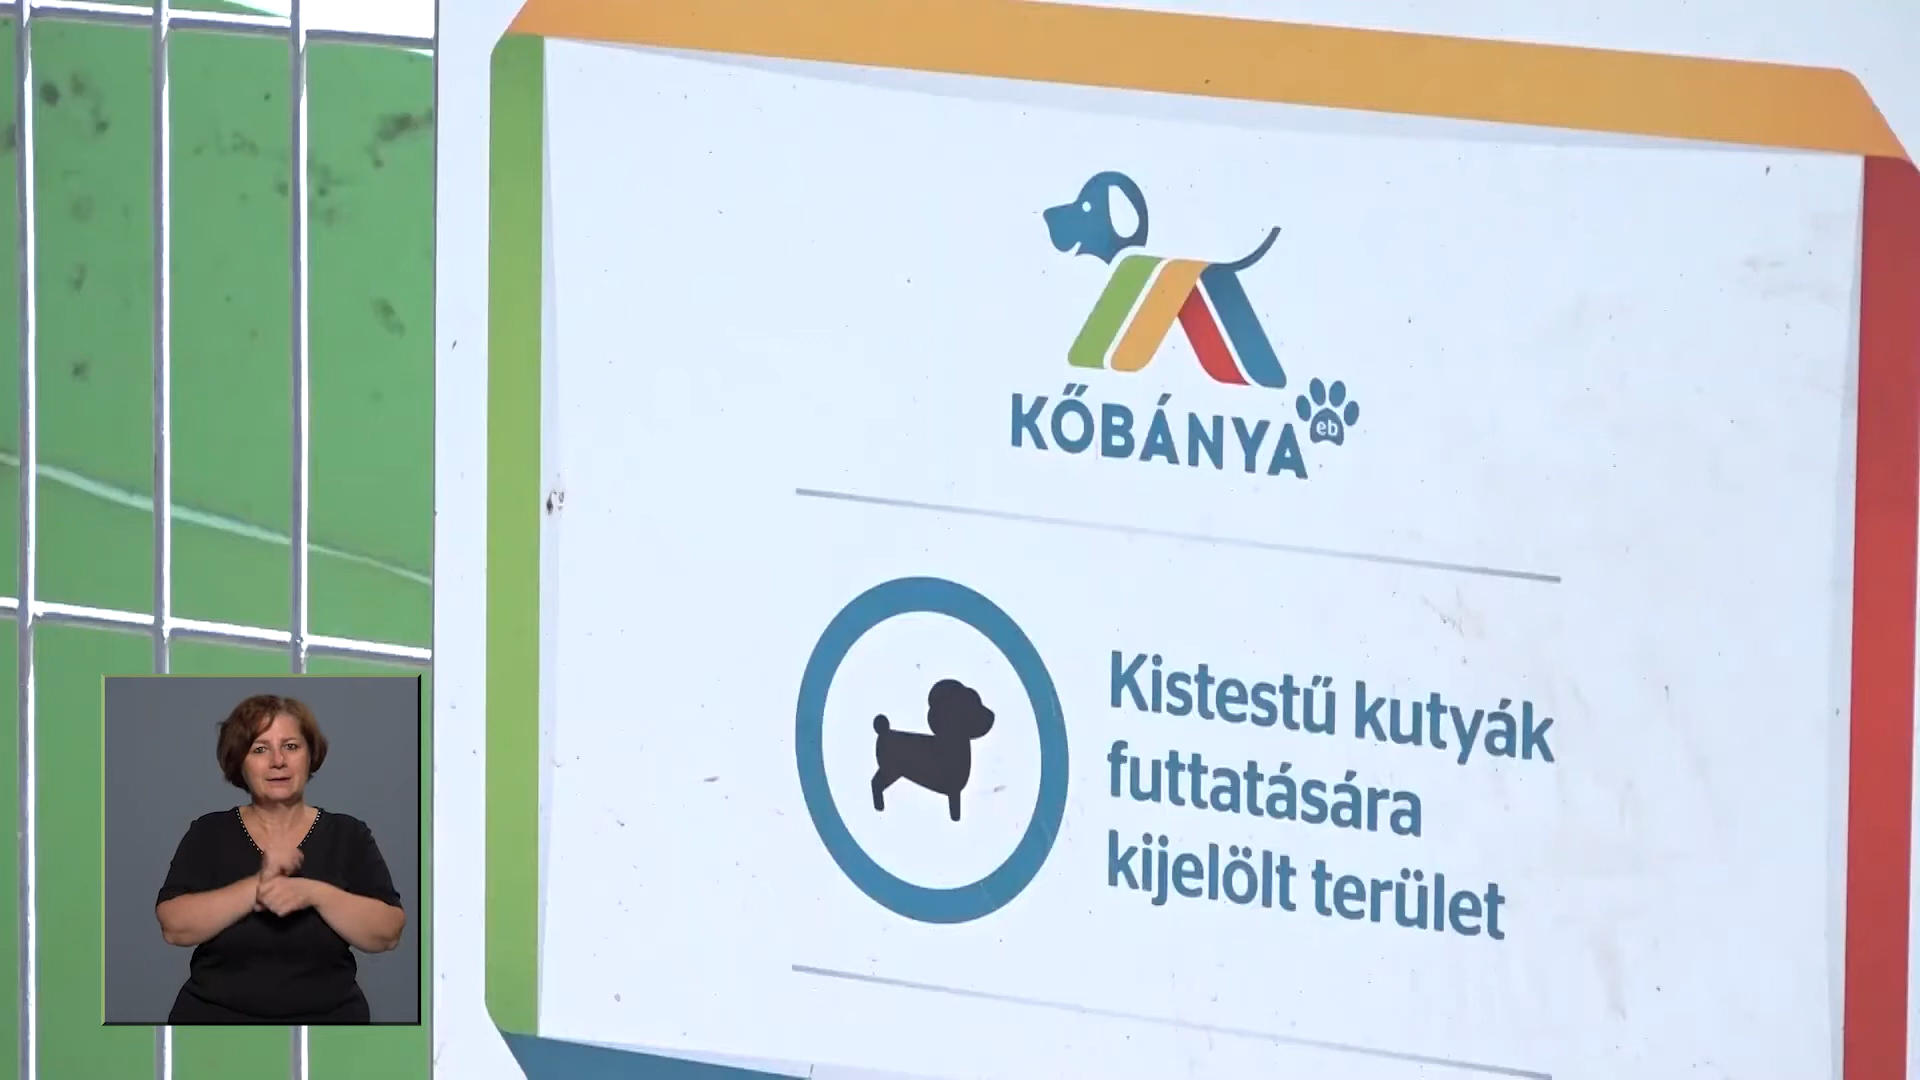 KŐBÁNYA
eb
Kistestű kutyák
futtatására
kijelölt terület